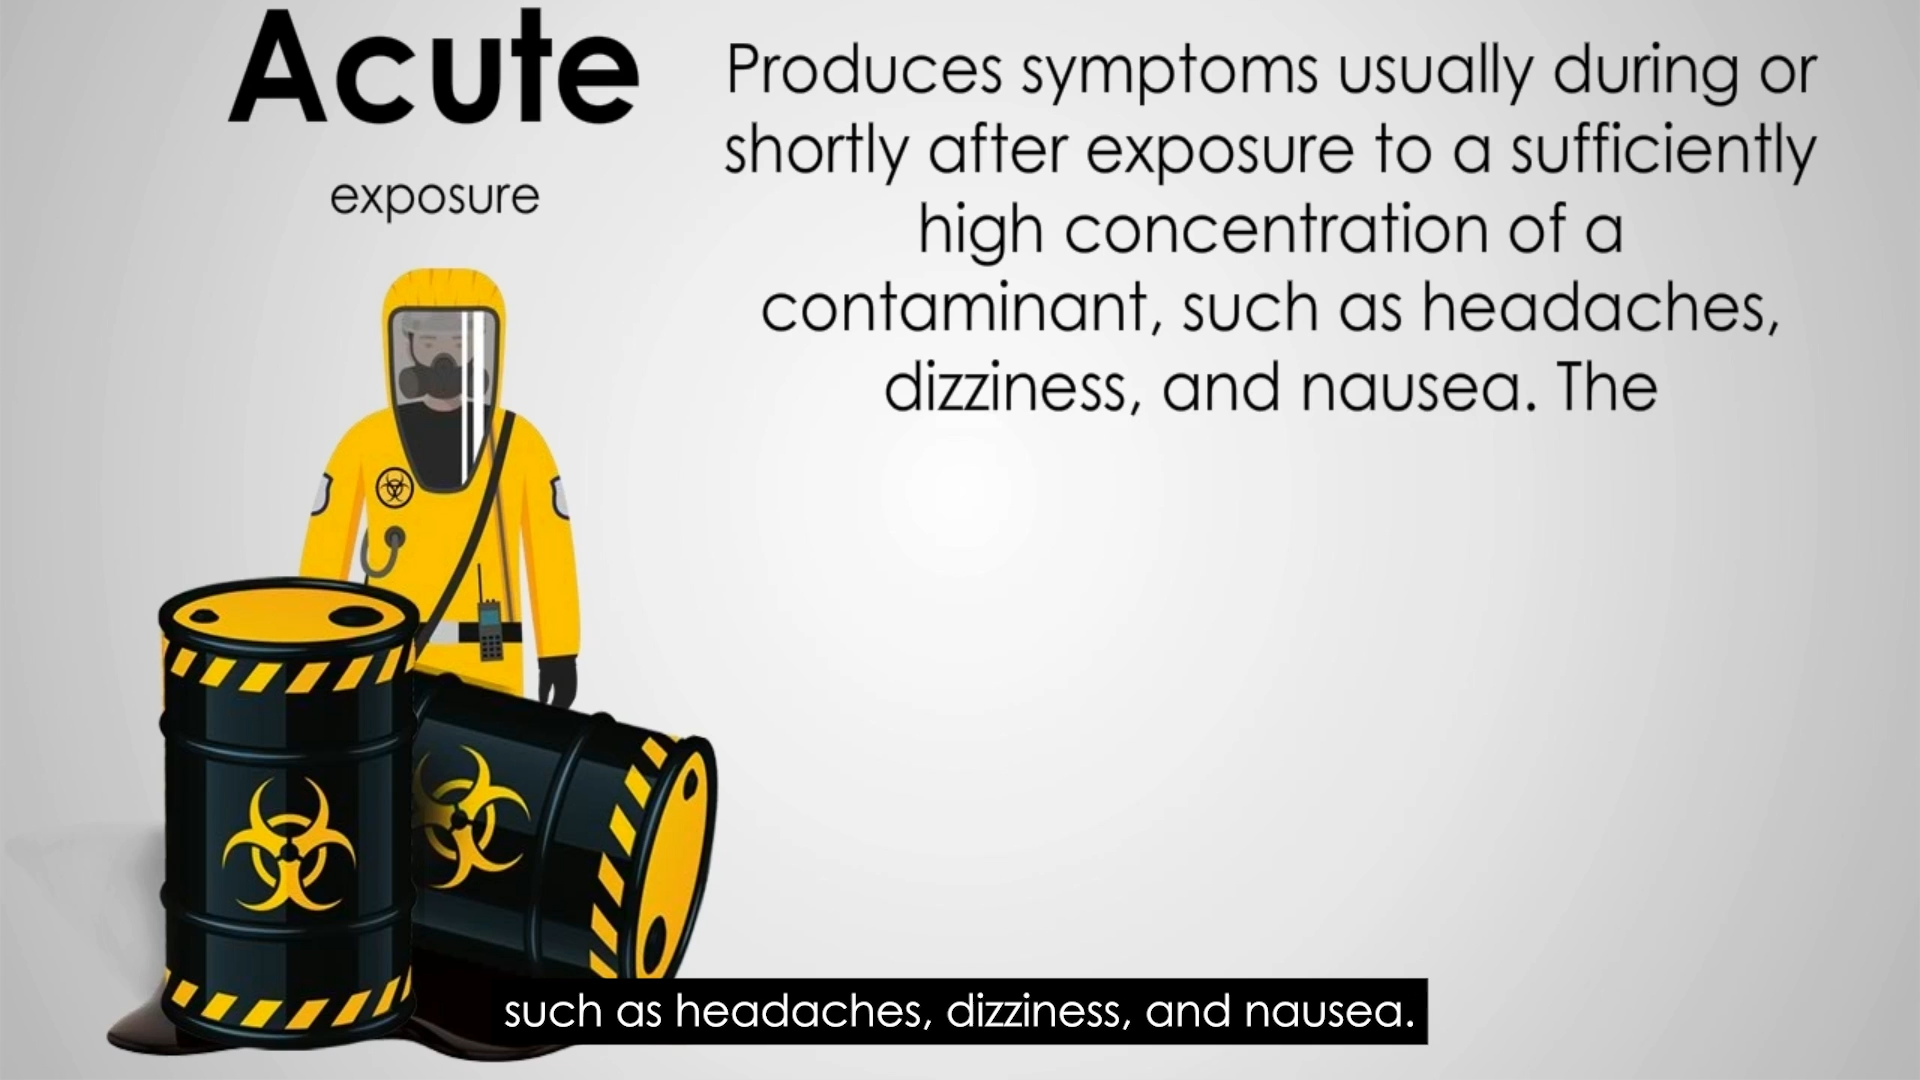 Acute
exposure
Produces symptoms usually during or
shortly after exposure to a sufficiently
high concentration of a
contaminant, such as headaches,
dizziness, and nausea. The
such as headaches, dizziness, and nausea.